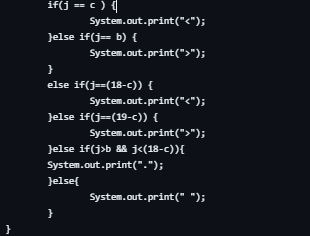 if(j == c ) {
System.out.print("<");
}else if(j== b) {
System.out.print(">");
}
else if(j==(18-c)) {
System.out.print("<");
}else if(j==(19-c)) {
System.out.print(">");
}else if(j>b && j<(18-c)){
System.out.print(".");
}else{
System.out.print(" ");
}
}